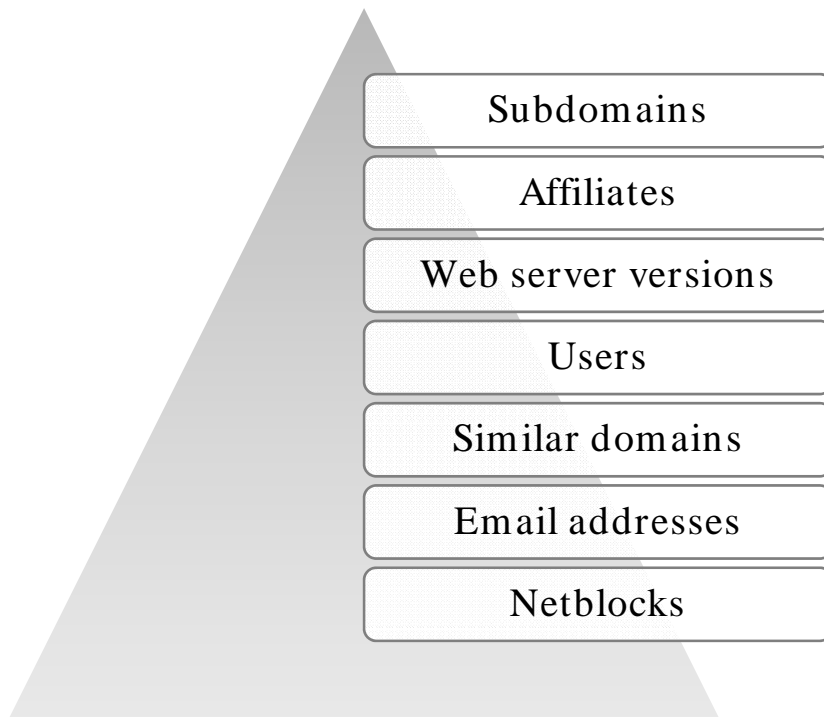 Subdomains
Affiliates
Web server versions
Users
Similar domains
Email addresses
Netblocks